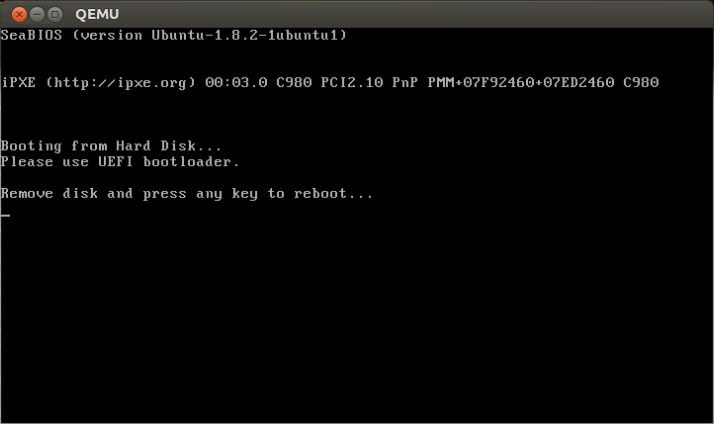 QEMU
SeaBIOS (version Ubuntu-1.8.2-1ubuntu1)
iPXE (http://ipxe.org) 00:03.0 C980 PCI2.10 PnP PMM+07F92460+07ED2460 C980
Booting from Hard Disk...
Please use UEFI bootloader.
Remove disk and press any key to reboot...